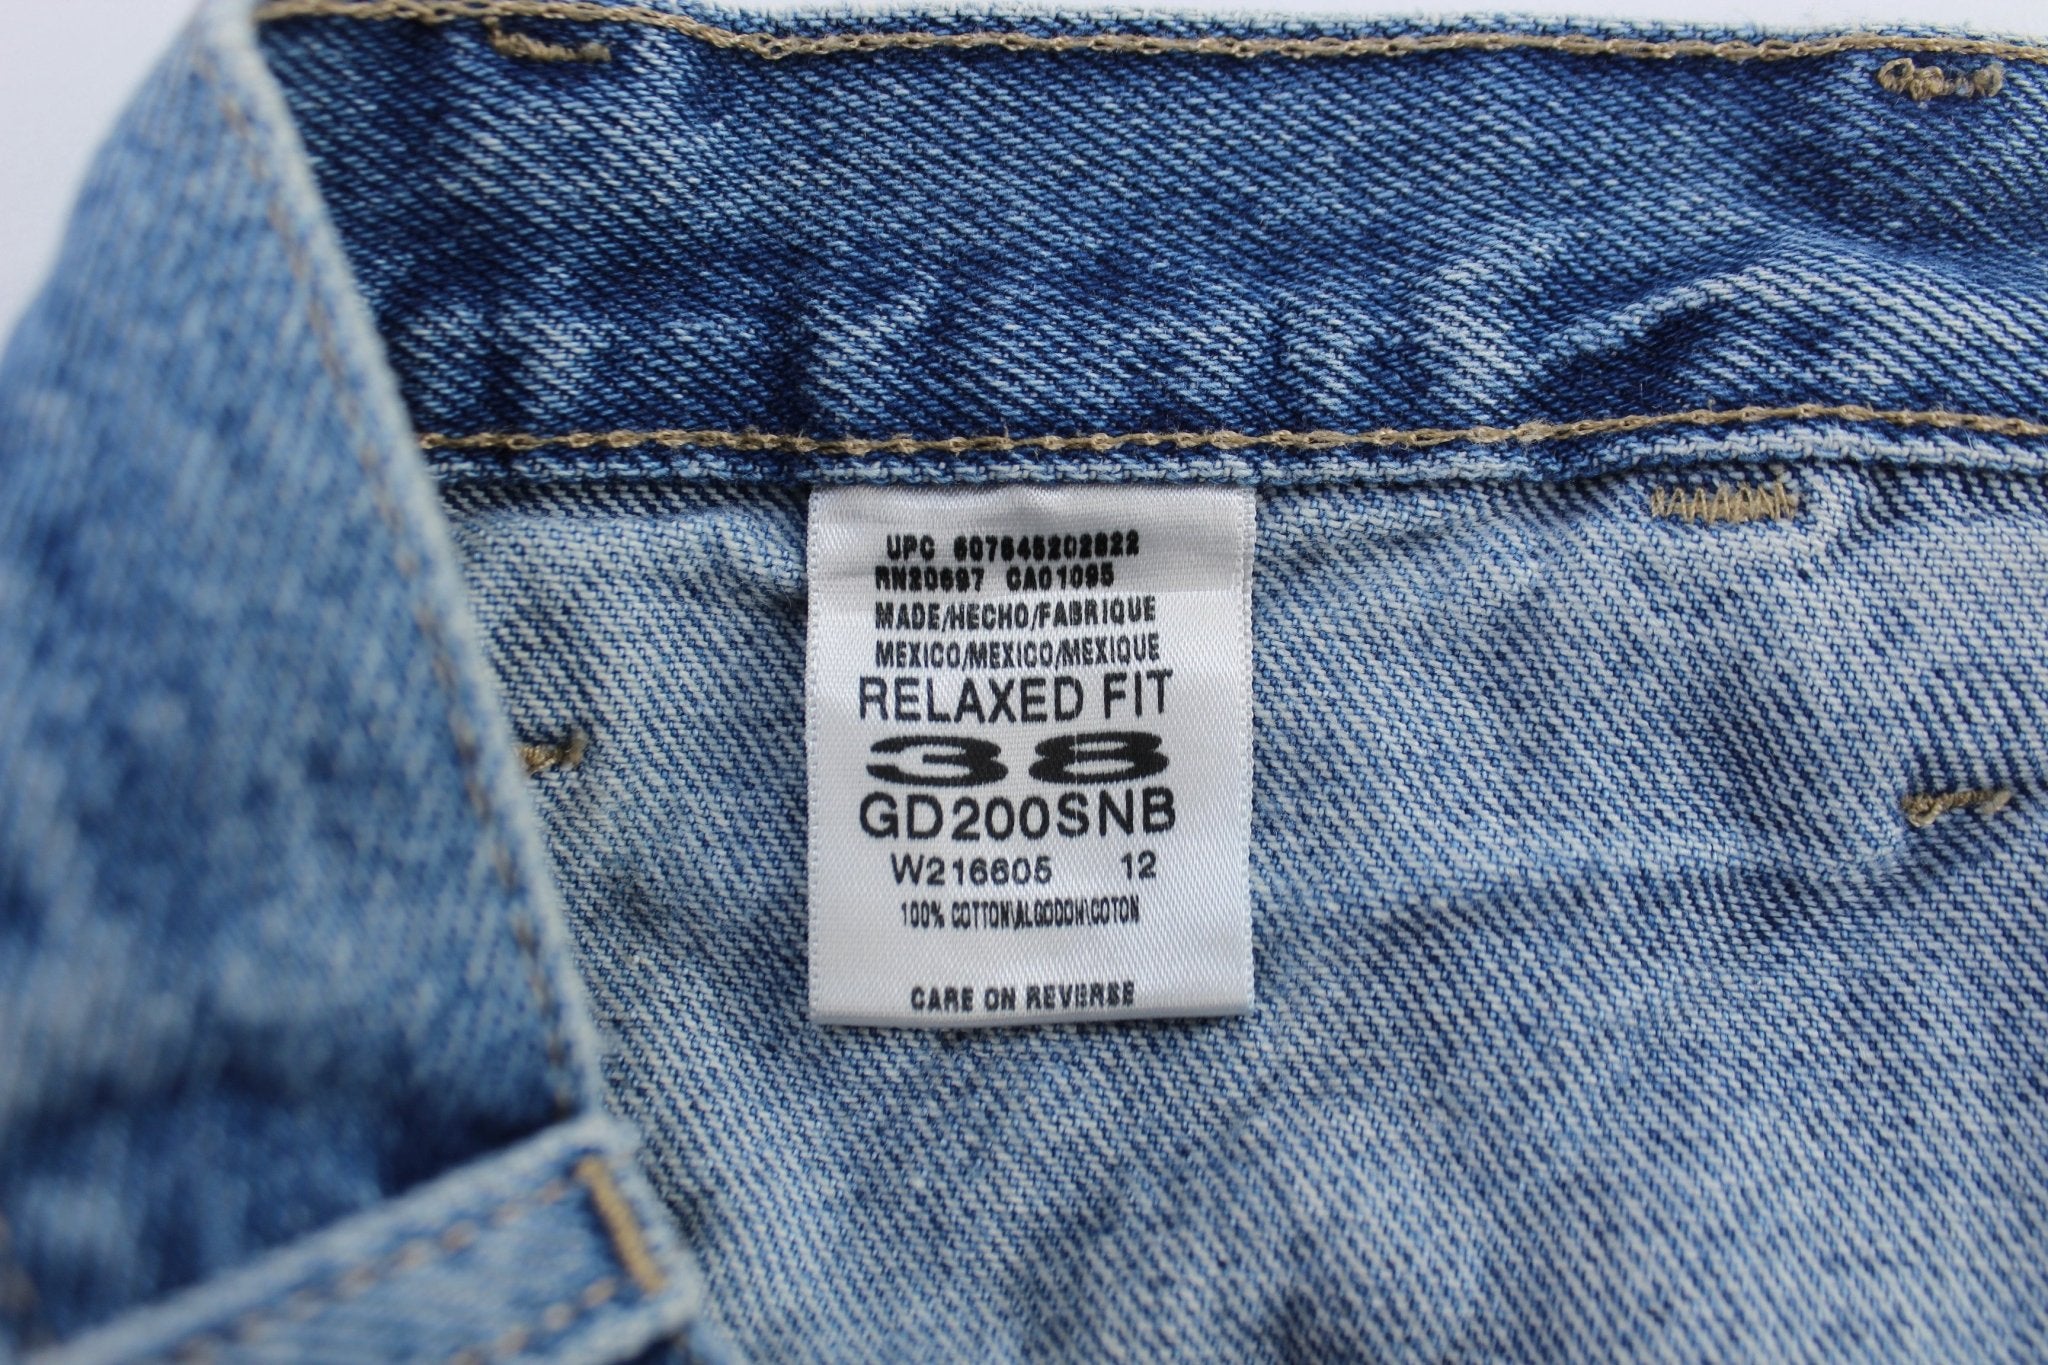 UPC 607645202822
RN20697 CA01095
MADE/HECHO/FABRIQUE
MEXICO/MEXICO/MEXIQUE
RELAXED FIT
38
GD200SNB
W216605 12
100% COTTON\ALGODON\COTON
CARE ON REVERSE